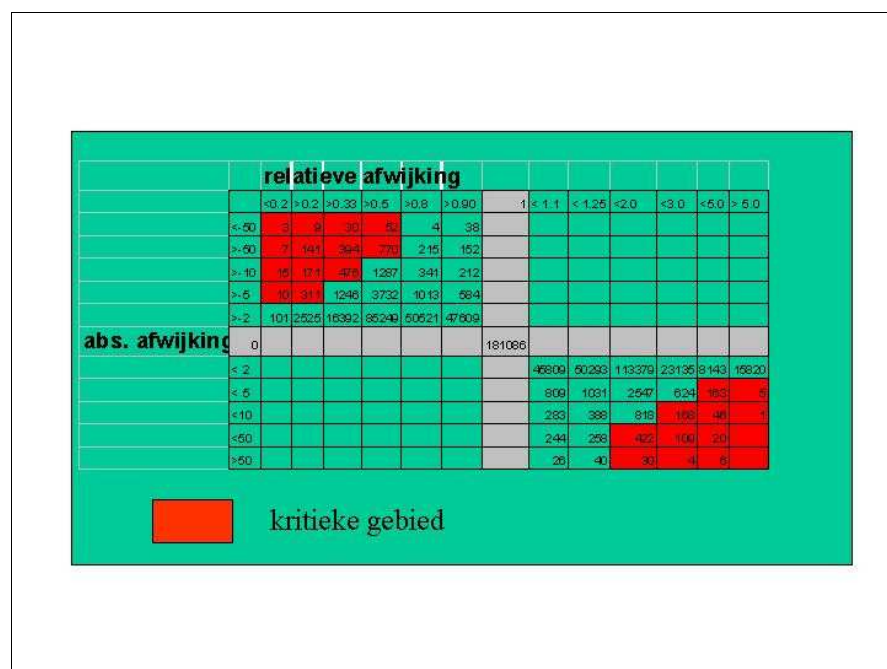 relatieve afwijking
<0.2 >0.2 >0.33 >0.5 >0.8 >0.90 1 < 1.1 < 1.25 <2.0 <3.0 <5.0 > 5.0
<-50 3 9 30 52 4 38
>-50 7 141 394 770 215 152
>-10 15 171 476 1287 341 212
>-5 10 311 1246 3732 1013 584
>-2 101 2525 16392 85249 50521 47609
abs. afwijking 0 181086
< 2 45809 50293 113379 23135 8143 15820
< 5 809 1031 2547 624 163 5
<10 283 388 818 168 46 1
<50 244 258 422 109 20
>50 26 40 30 4 6
kritieke gebied